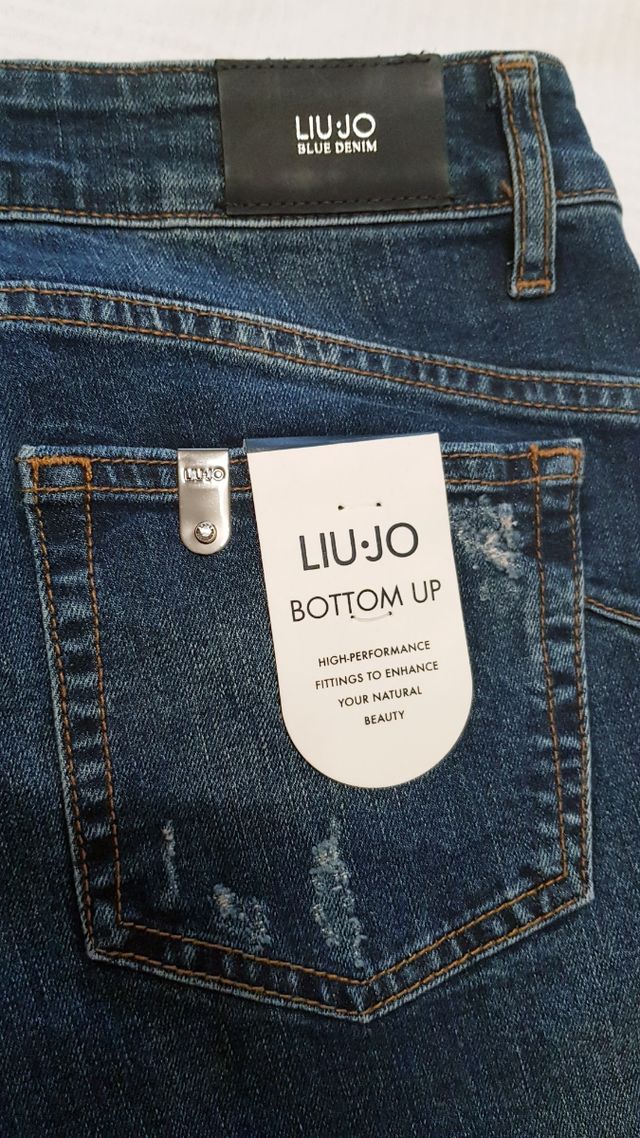 LIU·JO
BLUE DENIM
LIU·JO
LIU·JO
BOTTOM UP
HIGH-PERFORMANCE
FITTINGS TO ENHANCE
YOUR NATURAL
BEAUTY